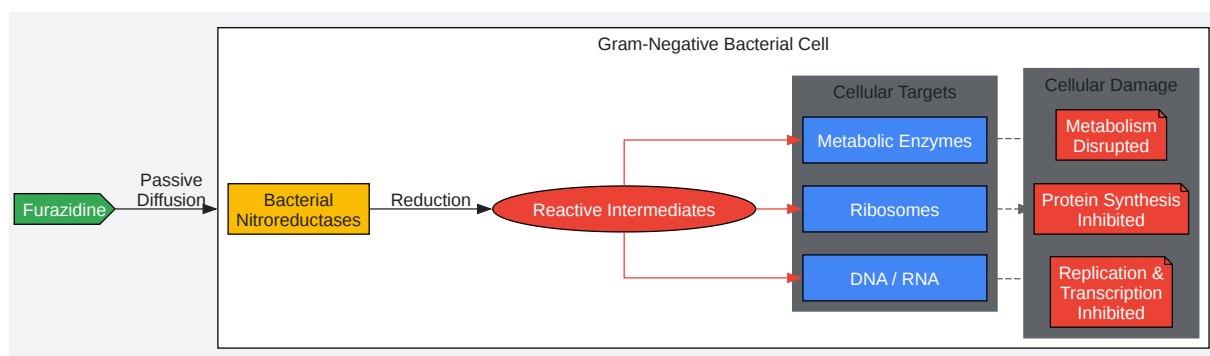 Gram-Negative Bacterial Cell
Cellular Targets
Cellular Damage
Furazidine
Passive
Diffusion
Bacterial
Nitroreductases
Reduction
Reactive Intermediates
Metabolic Enzymes
Ribosomes
DNA / RNA
Metabolism
Disrupted
Protein Synthesis
Inhibited
Replication &
Transcription
Inhibited